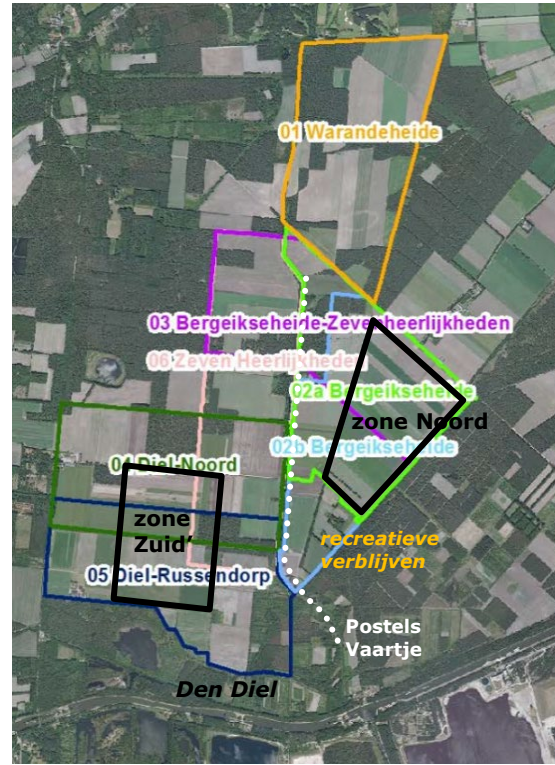 01 Warandeheide
03 Bergeikseheide-Zevenheerlijkheden
06 Zeven Heerlijkheden
02a Bergeikseheide
zone Noord
02b Bergeikseheide
04 Diel-Noord
zone
Zuid'
recreatieve
verblijven
05 Diel-Russendorp
Postels
Vaartje
Den Diel